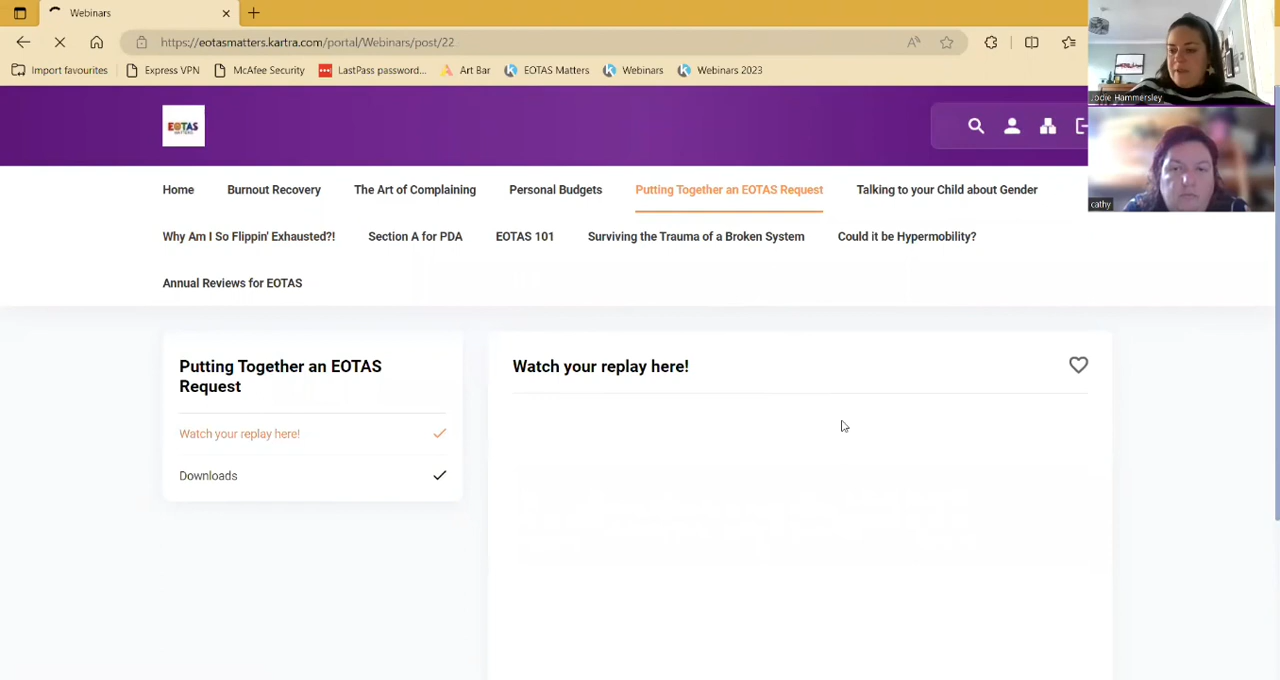 Webinars
https://eotasmatters.kartra.com/portal/Webinars/post/22
Import favourites
Express VPN
McAfee Security
LastPass password...
Art Bar
EOTAS Matters
Webinars
Webinars 2023
Jodie Hammersley
cathy
EOTAS
MATTERS
Home
Burnout Recovery
The Art of Complaining
Personal Budgets
Putting Together an EOTAS Request
Talking to your Child about Gender
Why Am I So Flippin' Exhausted?!
Section A for PDA
EOTAS 101
Surviving the Trauma of a Broken System
Could it be Hypermobility?
Annual Reviews for EOTAS
Putting Together an EOTAS
Request
Watch your replay here!
Downloads
Watch your replay here!